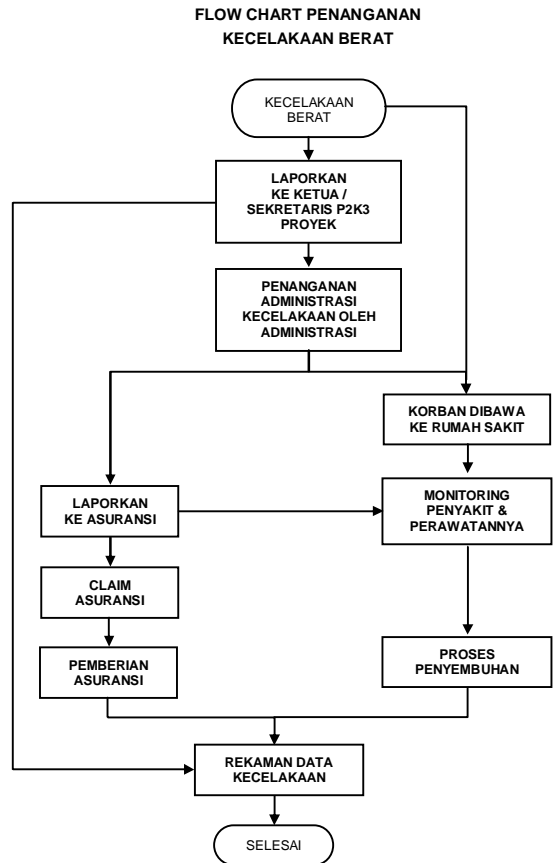 FLOW CHART PENANGANAN
KECELAKAAN BERAT
KECELAKAAN
BERAT
LAPORKAN
KE KETUA /
SEKRETARIS P2K3
PROYEK
PENANGANAN
ADMINISTRASI
KECELAKAAN OLEH
ADMINISTRASI
KORBAN DIBAWA
KE RUMAH SAKIT
LAPORKAN
KE ASURANSI
MONITORING
PENYAKIT &
PERAWATANNYA
CLAIM
ASURANSI
PEMBERIAN
ASURANSI
PROSES
PENYEMBUHAN
REKAMAN DATA
KECELAKAAN
SELESAI